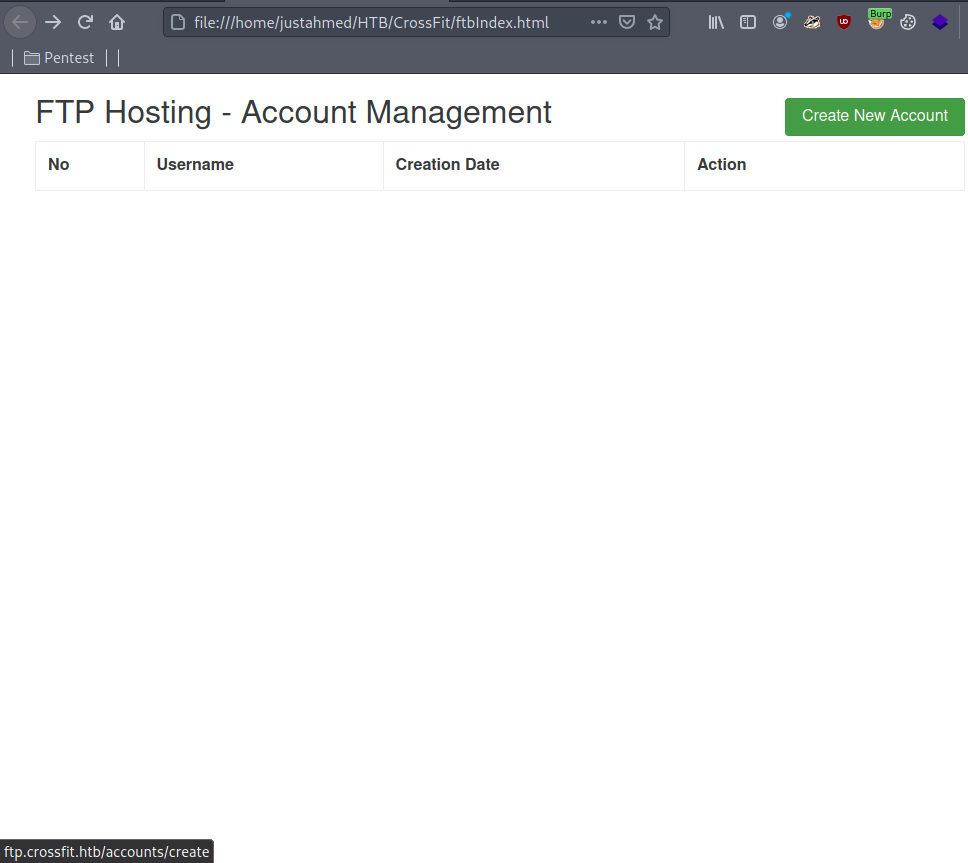 file:///home/justahmed/HTB/CrossFit/ftbIndex.html
Burp
Pentest
FTP Hosting - Account Management
Create New Account
No Username Creation Date Action
ftp.crossfit.htb/accounts/create